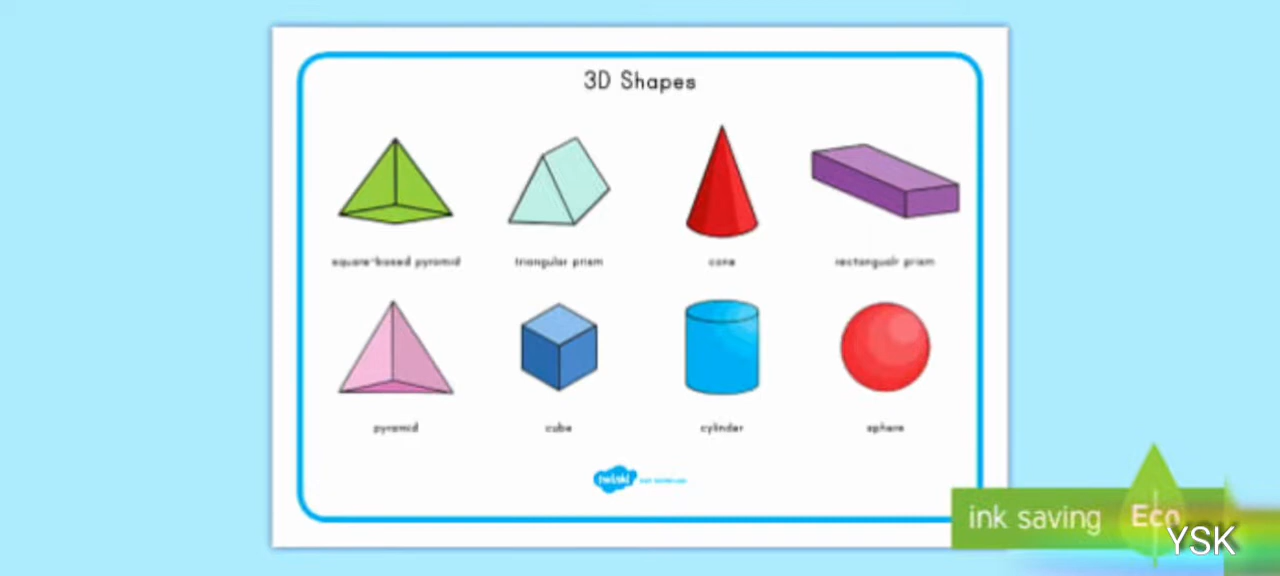 3D Shapes
square-based pyramid
triangular prism
cone
rectangualr prism
pyramid
cube
cylinder
sphere
twinkl
ink saving
Eco
YSK